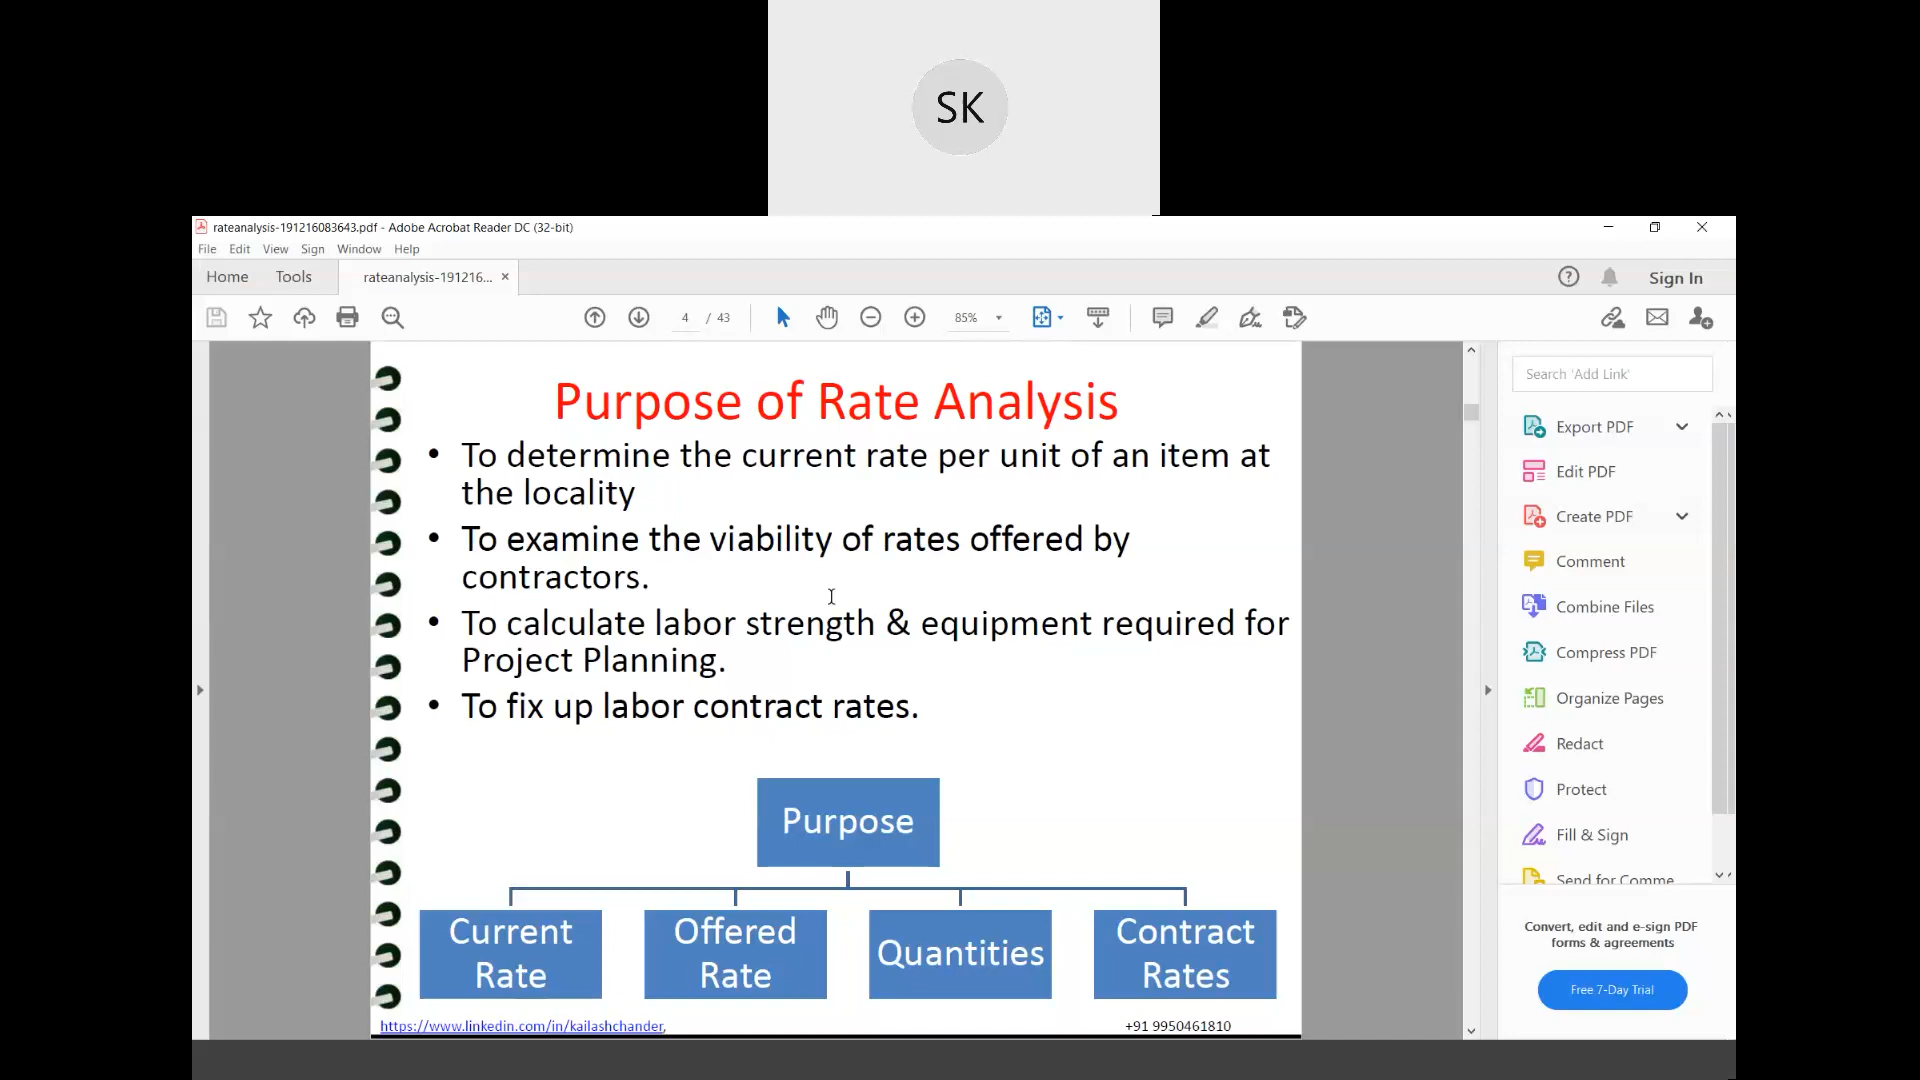 SK
rateanalysis-191216083643.pdf - Adobe Acrobat Reader DC (32-bit)
File Edit View Sign Window Help
Home Tools rateanalysis-191216... × Sign In
4 / 43 85%
Search 'Add Link'
Export PDF
Edit PDF
Create PDF
Comment
Combine Files
Compress PDF
Organize Pages
Redact
Protect
Fill & Sign
Send for Comme
Convert, edit and e-sign PDF
forms & agreements
Free 7-Day Trial
Purpose of Rate Analysis
• To determine the current rate per unit of an item at
the locality
• To examine the viability of rates offered by
contractors.
• To calculate labor strength & equipment required for
Project Planning.
• To fix up labor contract rates.
Purpose
Current
Rate
Offered
Rate
Quantities
Contract
Rates
https://www.linkedin.com/in/kailashchander, +91 9950461810